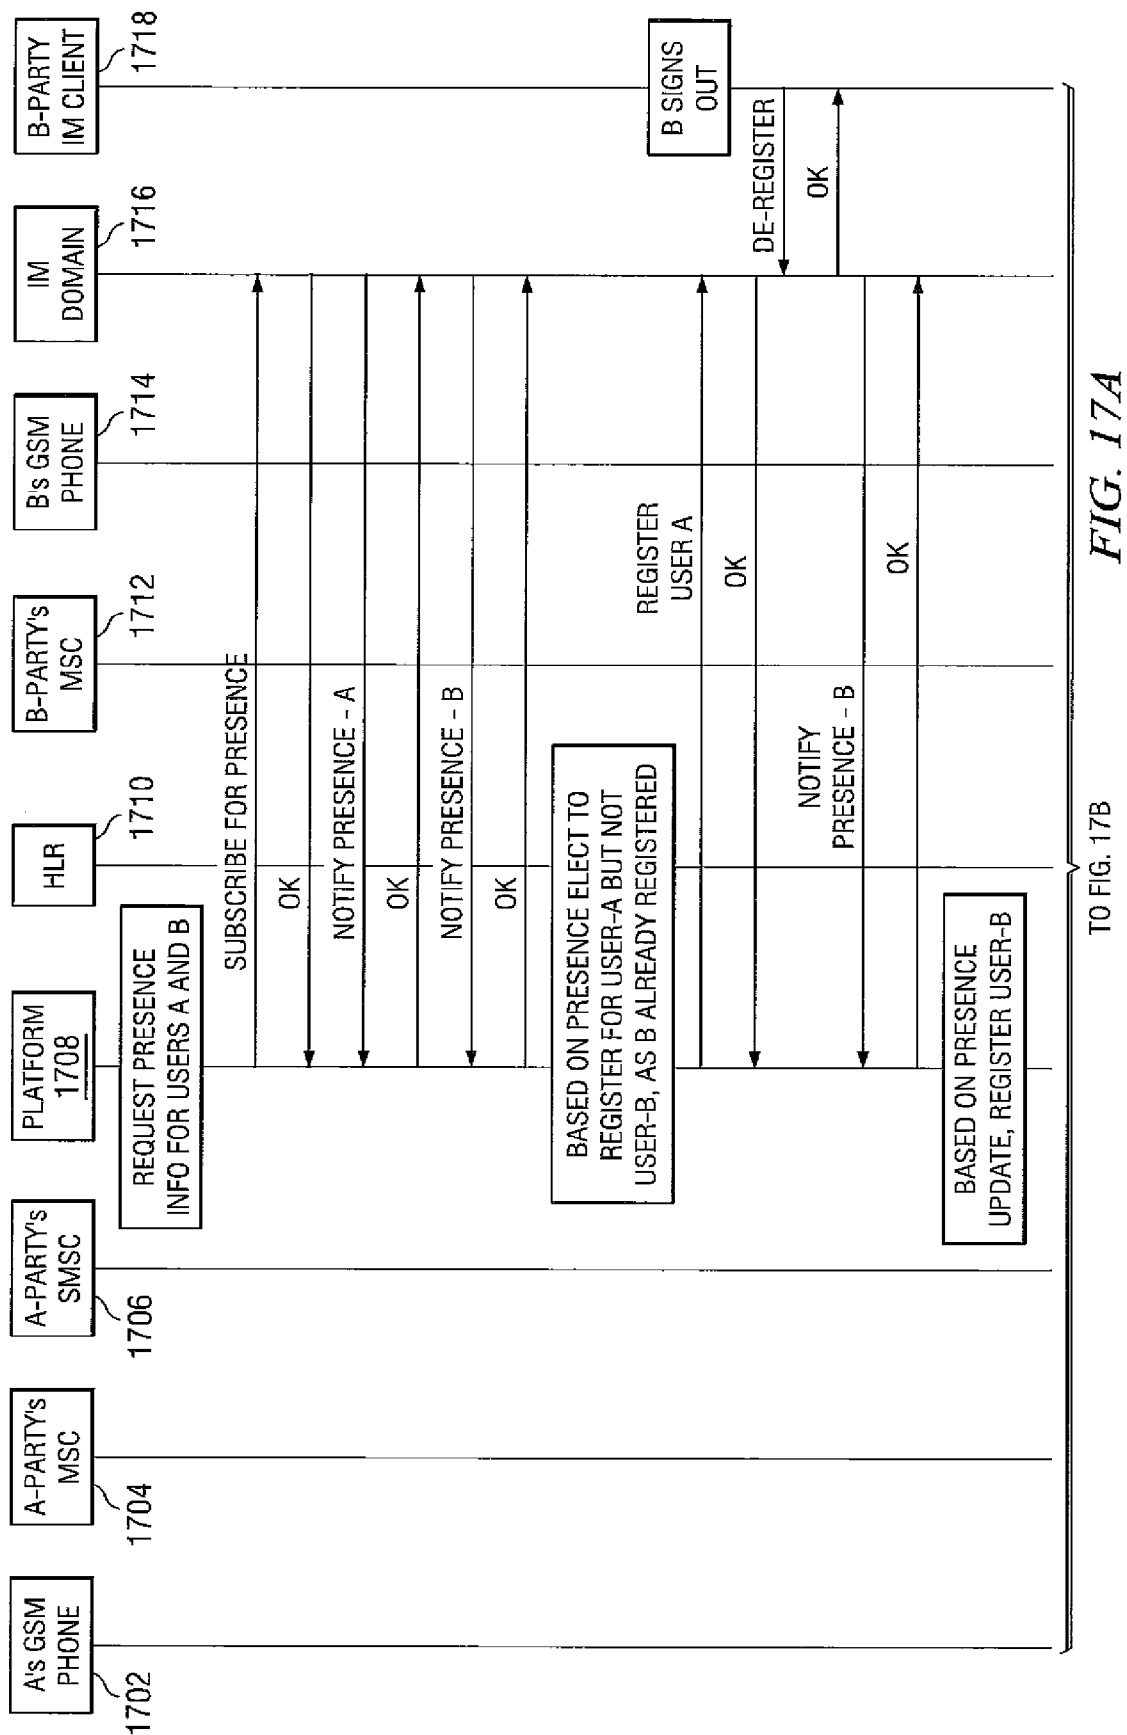 A's GSM
PHONE
1702
A-PARTY's
MSC
1704
A-PARTY's
SMSC
1706
PLATFORM
1708
HLR
1710
B-PARTY's
MSC
1712
B's GSM
PHONE
1714
IM
DOMAIN
1716
B-PARTY
IM CLIENT
1718
REQUEST PRESENCE
INFO FOR USERS A AND B
SUBSCRIBE FOR PRESENCE
OK
NOTIFY PRESENCE - A
OK
NOTIFY PRESENCE - B
OK
BASED ON PRESENCE ELECT TO
REGISTER FOR USER-A BUT NOT
USER-B, AS B ALREADY REGISTERED
B SIGNS
OUT
REGISTER
USER A
OK
DE-REGISTER
OK
NOTIFY
PRESENCE - B
OK
BASED ON PRESENCE
UPDATE, REGISTER USER-B
TO FIG. 17B
FIG. 17A